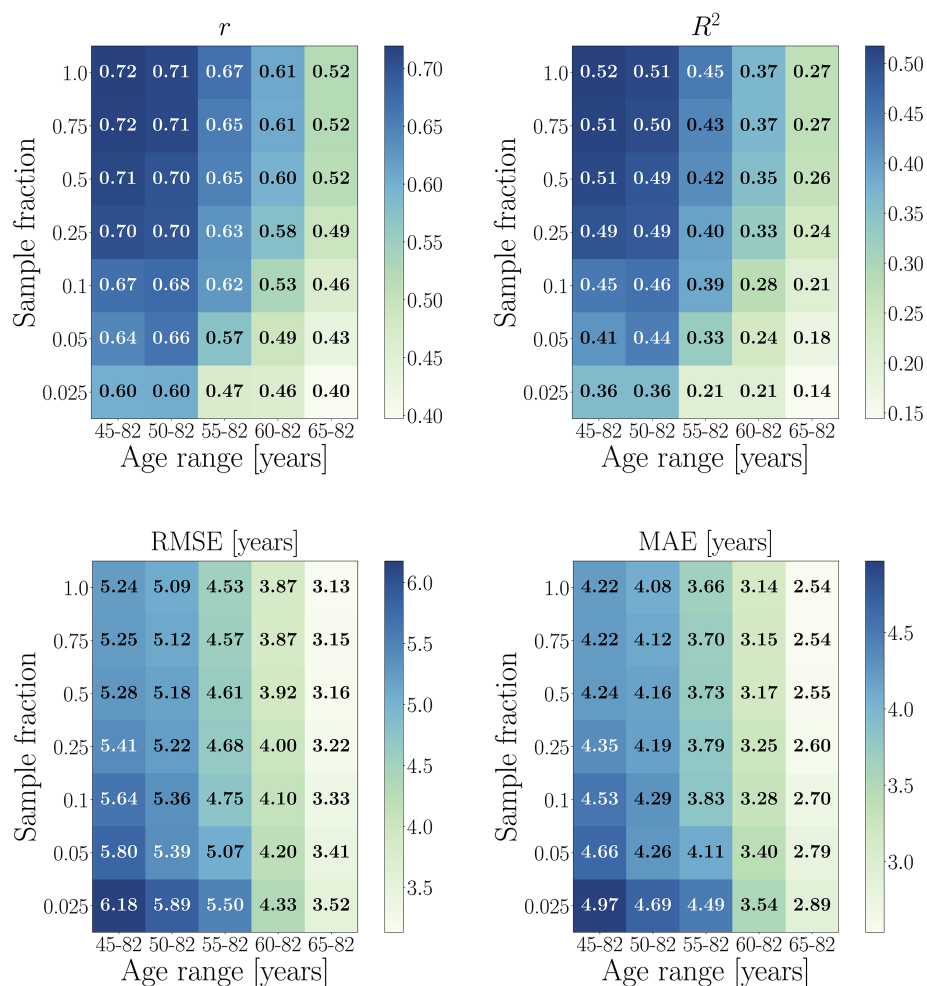 r
1.0 0.72 0.71 0.67 0.61 0.52
0.75 0.72 0.71 0.65 0.61 0.52
0.5 0.71 0.70 0.65 0.60 0.52
0.25 0.70 0.70 0.63 0.58 0.49
0.1 0.67 0.68 0.62 0.53 0.46
0.05 0.64 0.66 0.57 0.49 0.43
0.025 0.60 0.60 0.47 0.46 0.40
45-82 50-82 55-82 60-82 65-82
Age range [years]
Sample fraction
0.70
0.65
0.60
0.55
0.50
0.45
0.40
R²
1.0 0.52 0.51 0.45 0.37 0.27
0.75 0.51 0.50 0.43 0.37 0.27
0.5 0.51 0.49 0.42 0.35 0.26
0.25 0.49 0.49 0.40 0.33 0.24
0.1 0.45 0.46 0.39 0.28 0.21
0.05 0.41 0.44 0.33 0.24 0.18
0.025 0.36 0.36 0.21 0.21 0.14
45-82 50-82 55-82 60-82 65-82
Age range [years]
Sample fraction
0.50
0.45
0.40
0.35
0.30
0.25
0.20
0.15
RMSE [years]
1.0 5.24 5.09 4.53 3.87 3.13
0.75 5.25 5.12 4.57 3.87 3.15
0.5 5.28 5.18 4.61 3.92 3.16
0.25 5.41 5.22 4.68 4.00 3.22
0.1 5.64 5.36 4.75 4.10 3.33
0.05 5.80 5.39 5.07 4.20 3.41
0.025 6.18 5.89 5.50 4.33 3.52
45-82 50-82 55-82 60-82 65-82
Age range [years]
Sample fraction
6.0
5.5
5.0
4.5
4.0
3.5
MAE [years]
1.0 4.22 4.08 3.66 3.14 2.54
0.75 4.22 4.12 3.70 3.15 2.54
0.5 4.24 4.16 3.73 3.17 2.55
0.25 4.35 4.19 3.79 3.25 2.60
0.1 4.53 4.29 3.83 3.28 2.70
0.05 4.66 4.26 4.11 3.40 2.79
0.025 4.97 4.69 4.49 3.54 2.89
45-82 50-82 55-82 60-82 65-82
Age range [years]
Sample fraction
4.5
4.0
3.5
3.0